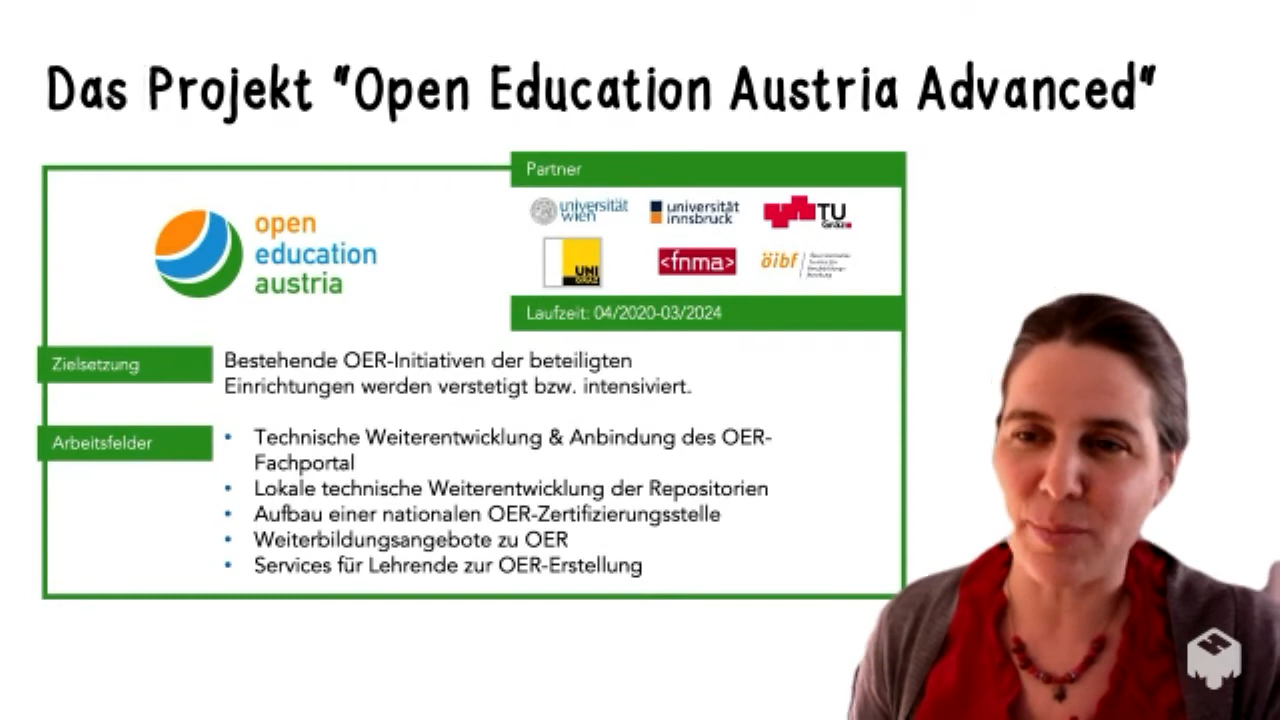 Das Projekt "Open Education Austria Advanced"
Partner
open
education
austria
universität
wien
universität
innsbruck
TU
Graz
UNI
GRAZ
<fnma>
öibf
Laufzeit: 04/2020-03/2024
Zielsetzung
Bestehende OER-Initiativen der beteiligten
Einrichtungen werden verstetigt bzw. intensiviert.
Arbeitsfelder
• Technische Weiterentwicklung & Anbindung des OER-
Fachportal
• Lokale technische Weiterentwicklung der Repositorien
• Aufbau einer nationalen OER-Zertifizierungsstelle
• Weiterbildungsangebote zu OER
• Services für Lehrende zur OER-Erstellung